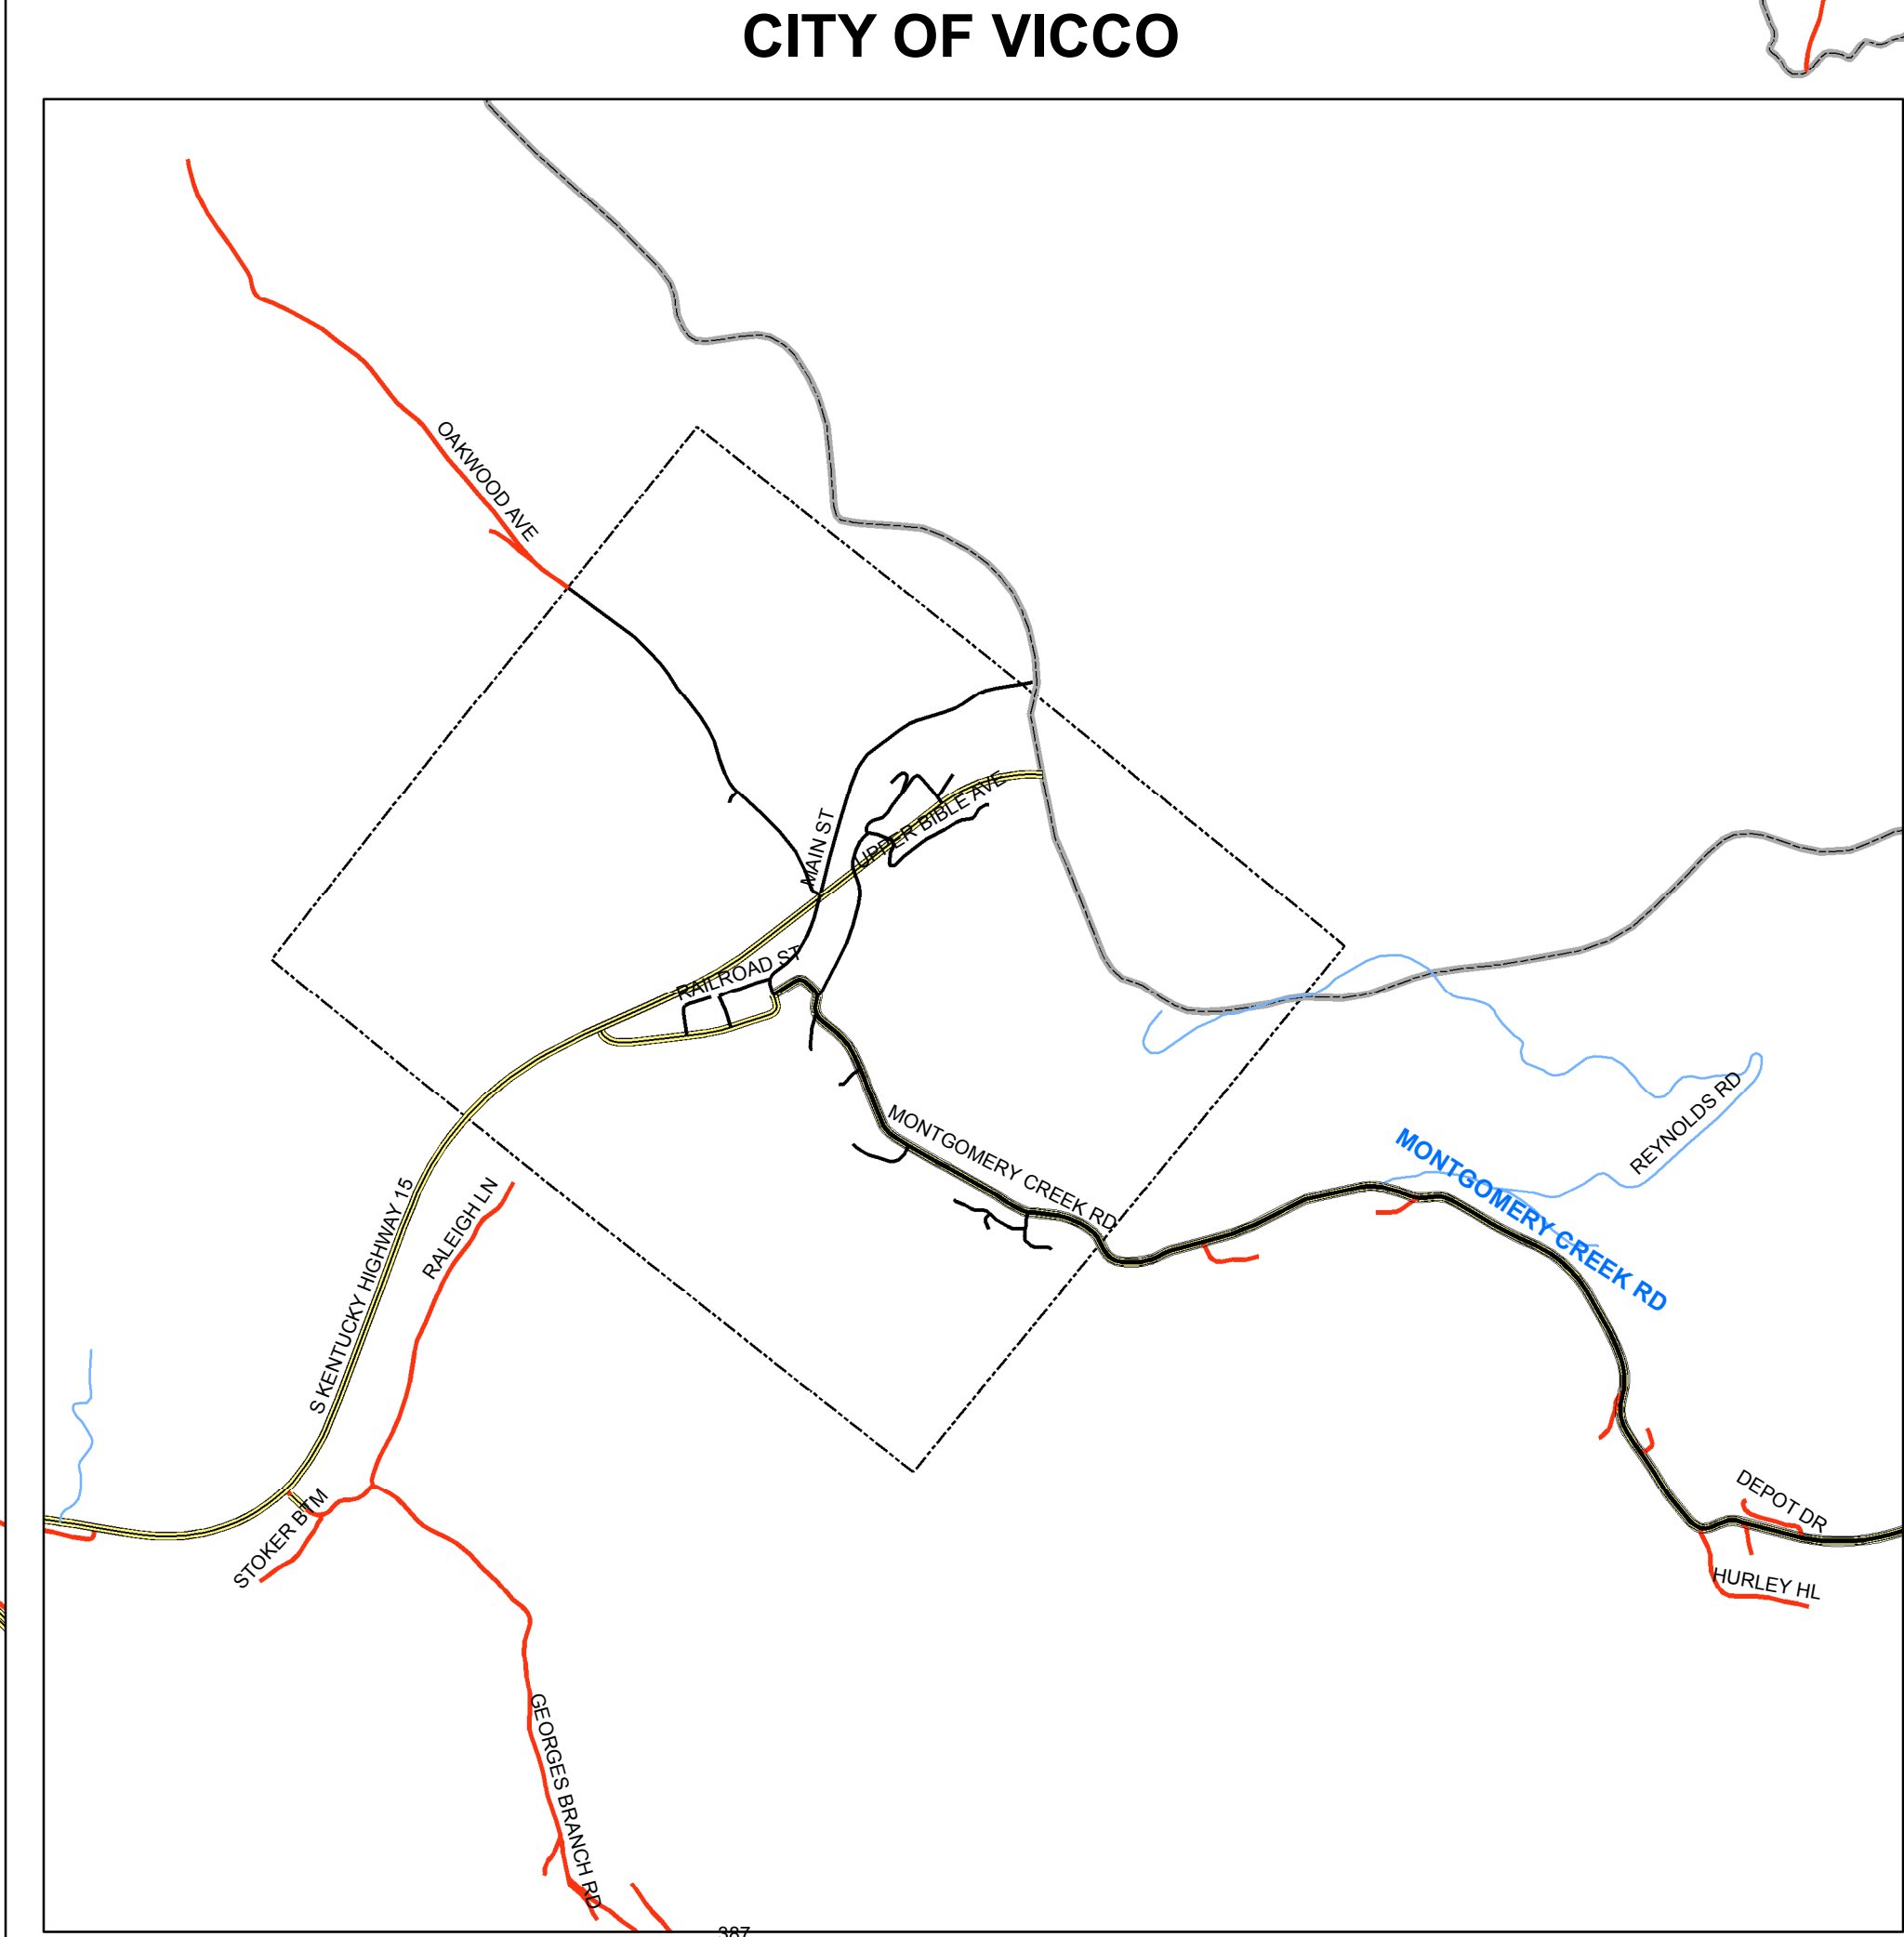 CITY OF VICCO
OAKWOOD AVE
MAIN ST
UPPER BIBLE AVE
RAILROAD ST
MONTGOMERY CREEK RD
REYNOLDS RD
MONTGOMERY CREEK RD
S KENTUCKY HIGHWAY 15
RALEIGH LN
STOKER BTM
DEPOT DR
HURLEY HL
GEORGES BRANCH RD
387